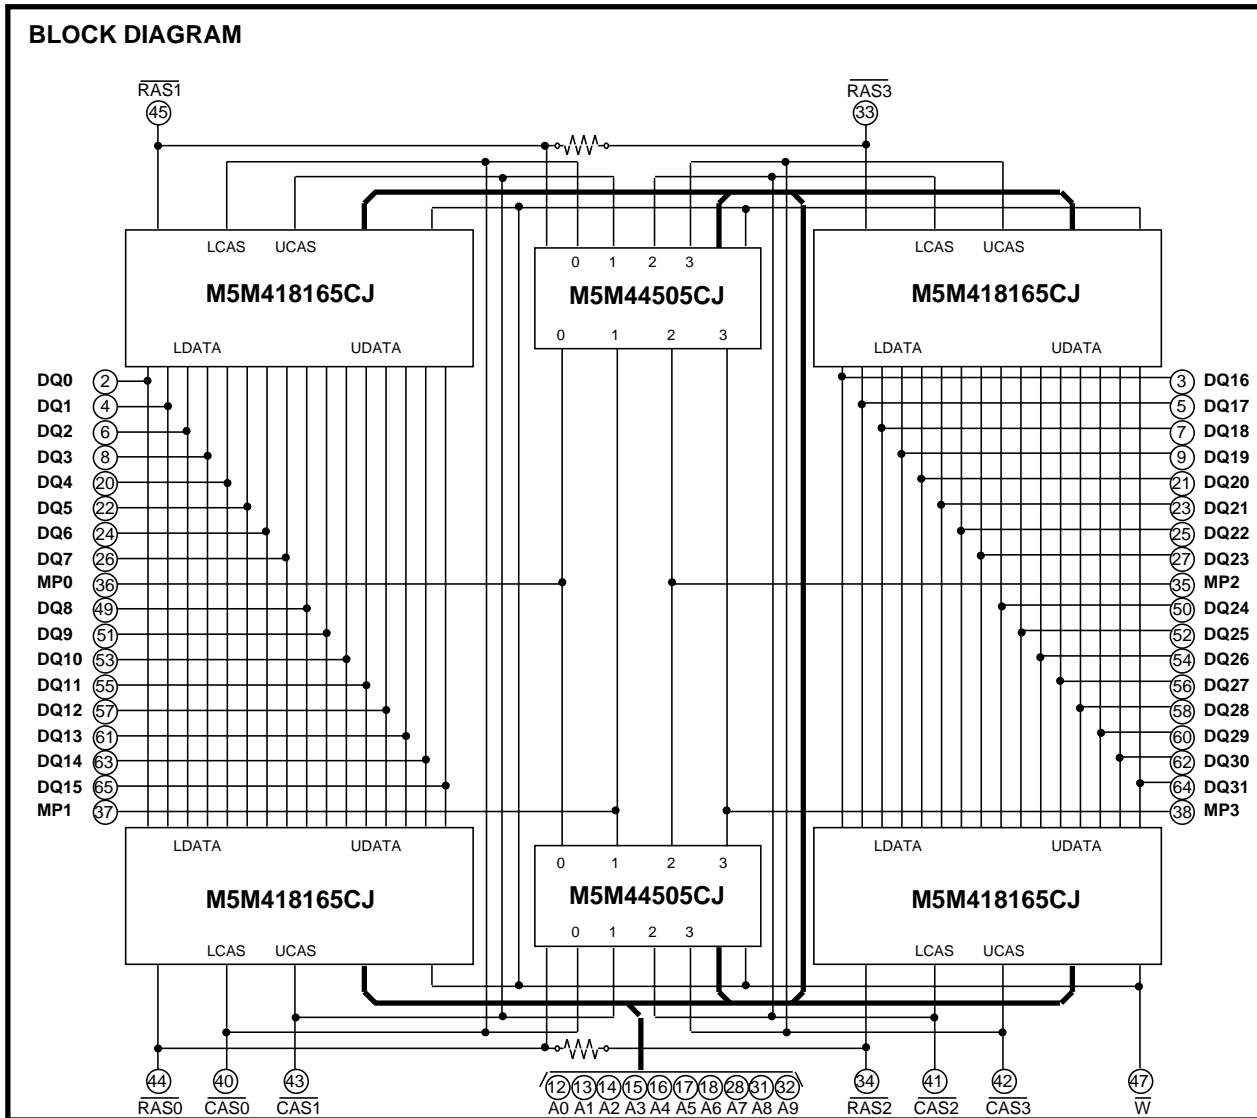 BLOCK DIAGRAM
RAS1 RAS3
45 33
LCAS UCAS 0 1 2 3 LCAS UCAS
M5M418165CJ M5M44505CJ M5M418165CJ
LDATA UDATA 0 1 2 3 LDATA UDATA
DQ0 2 3 DQ16
DQ1 4 5 DQ17
DQ2 6 7 DQ18
DQ3 8 9 DQ19
DQ4 20 21 DQ20
DQ5 22 23 DQ21
DQ6 24 25 DQ22
DQ7 26 27 DQ23
MP0 36 35 MP2
DQ8 49 50 DQ24
DQ9 51 52 DQ25
DQ10 53 54 DQ26
DQ11 55 56 DQ27
DQ12 57 58 DQ28
DQ13 61 60 DQ29
DQ14 63 62 DQ30
DQ15 65 64 DQ31
MP1 37 38 MP3
LDATA UDATA 0 1 2 3 LDATA UDATA
M5M418165CJ M5M44505CJ M5M418165CJ
LCAS UCAS 0 1 2 3 LCAS UCAS
44 40 43 12 13 14 15 16 17 18 28 31 32 34 41 42 47
RAS0 CAS0 CAS1 A0 A1 A2 A3 A4 A5 A6 A7 A8 A9 RAS2 CAS2 CAS3 W